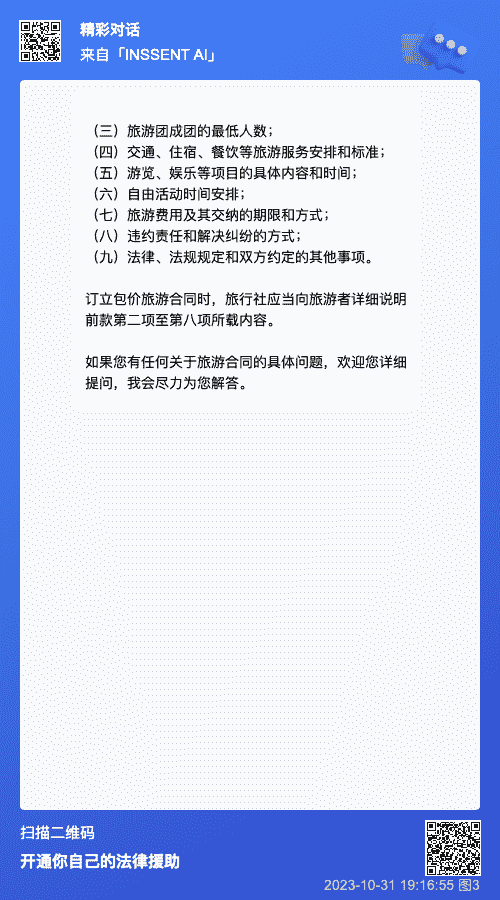 精彩对话
来自「INSSENT AI」
（三）旅游团成团的最低人数；
（四）交通、住宿、餐饮等旅游服务安排和标准；
（五）游览、娱乐等项目的具体内容和时间；
（六）自由活动时间安排；
（七）旅游费用及其交纳的期限和方式；
（八）违约责任和解决纠纷的方式；
（九）法律、法规规定和双方约定的其他事项。
订立包价旅游合同时，旅行社应当向旅游者详细说明
前款第二项至第八项所载内容。
如果您有任何关于旅游合同的具体问题，欢迎您详细
提问，我会尽力为您解答。
扫描二维码
开通你自己的法律援助
2023-10-31 19:16:55 图3